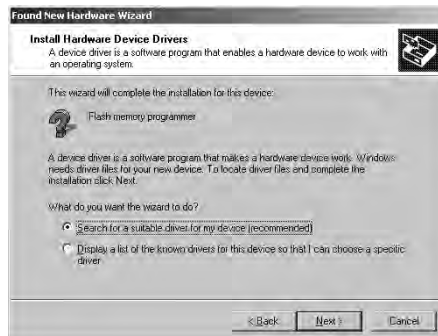 Found New Hardware Wizard
Install Hardware Device Drivers
A device driver is a software program that enables a hardware device to work with
an operating system.
This wizard will complete the installation for this device:
Flash memory programmer
A device driver is a software program that makes a hardware device work. Windows
needs driver files for your new device. To locate driver files and complete the
installation click Next.
What do you want the wizard to do?
Search for a suitable driver for my device (recommended)
Display a list of the known drivers for this device so that I can choose a specific
driver
< Back Next > Cancel